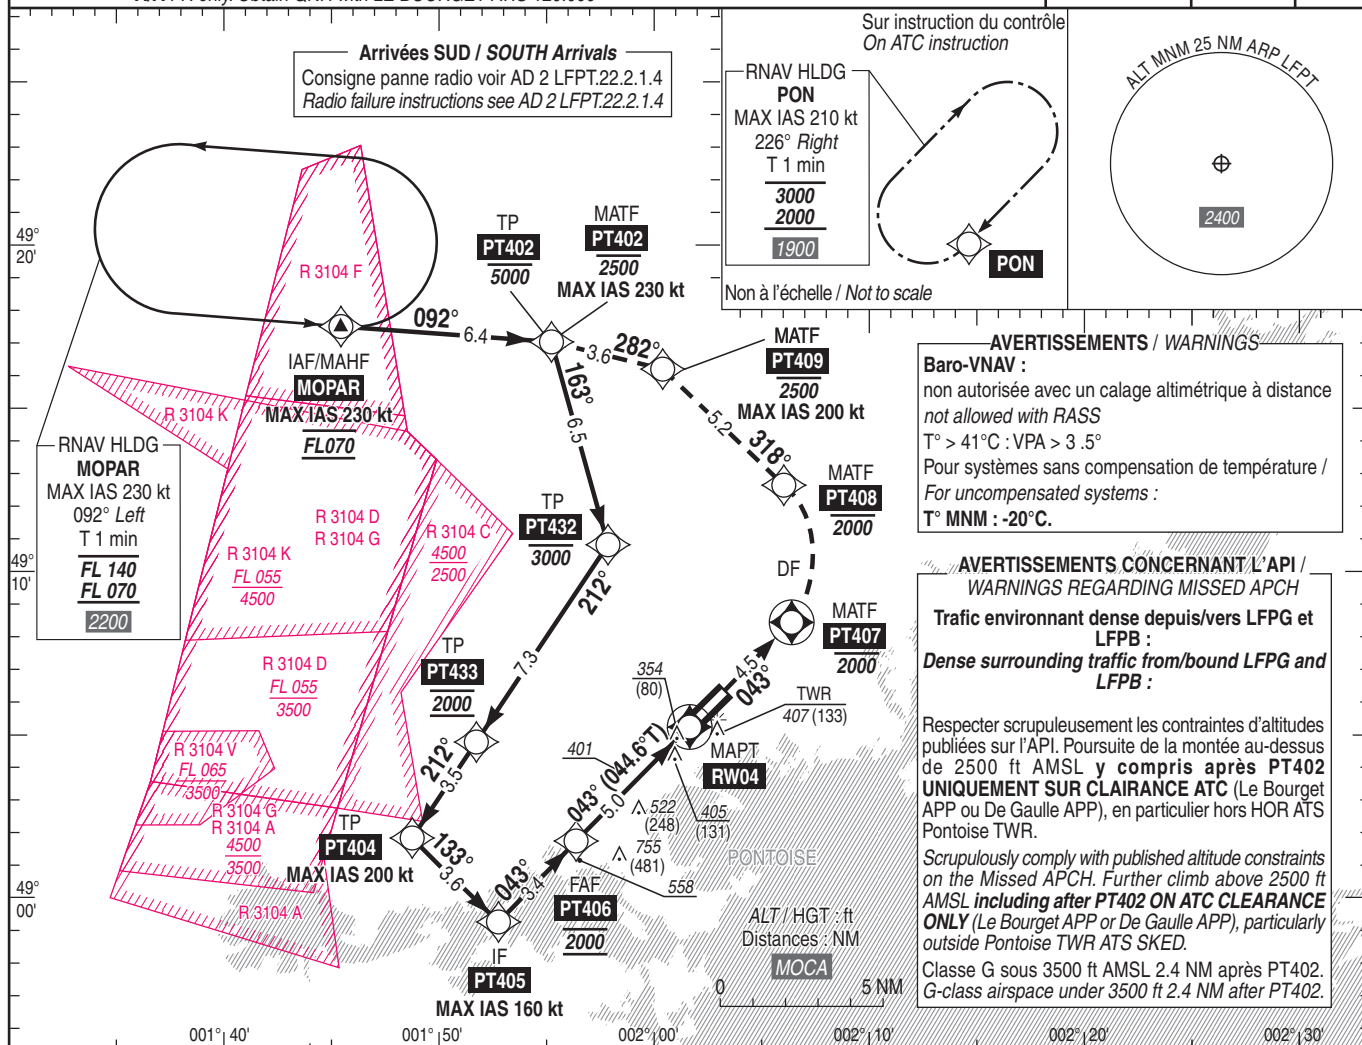 Arrivées SUD / SOUTH Arrivals
Consigne panne radio voir AD 2 LFPT.22.2.1.4
Radio failure instructions see AD 2 LFPT.22.2.1.4
Sur instruction du contrôle
On ATC instruction
RNAV HLDG
PON
MAX IAS 210 kt
226° Right
T 1 min
3000
2000
1900
PON
Non à l'échelle / Not to scale
ALT MNM 25 NM ARP LFPT
2400
49°
20'
49°
10'
49°
00'
R 3104 F
TP
PT402
5000
MATF
PT402
2500
MAX IAS 230 kt
092°
6.4
3.6
282°
IAF/MAHF
MOPAR
MAX IAS 230 kt
FL070
MATF
PT409
2500
MAX IAS 200 kt
163°
6.5
5.2
318°
R 3104 K
RNAV HLDG
MOPAR
MAX IAS 230 kt
092° Left
T 1 min
FL 140
FL 070
2200
MATF
PT408
2000
TP
PT432
3000
R 3104 D
R 3104 G
R 3104 C
4500
2500
R 3104 K
FL 055
4500
212°
7.3
DF
MATF
PT407
2000
TP
PT433
2000
R 3104 D
FL 055
3500
354
(80)
4.5
043°
TWR
407 (133)
R 3104 V
FL 065
3500
212°
3.5
401
043° (044.6°T)
5.0
MAPT
RW04
R 3104 G
R 3104 A
4500
3500
TP
PT404
MAX IAS 200 kt
133°
3.6
522
(248)
405
(131)
755
(481)
PONTOISE
558
043°
3.4
FAF
PT406
2000
R 3104 A
IF
PT405
MAX IAS 160 kt
ALT / HGT : ft
Distances : NM
MOCA
0
5 NM
AVERTISSEMENTS / WARNINGS
Baro-VNAV :
non autorisée avec un calage altimétrique à distance
not allowed with RASS
T° > 41°C : VPA > 3 .5°
Pour systèmes sans compensation de température /
For uncompensated systems :
T° MNM : -20°C.
AVERTISSEMENTS CONCERNANT L'API /
WARNINGS REGARDING MISSED APCH
Trafic environnant dense depuis/vers LFPG et
LFPB :
Dense surrounding traffic from/bound LFPG and
LFPB :
Respecter scrupuleusement les contraintes d'altitudes
publiées sur l'API. Poursuite de la montée au-dessus
de 2500 ft AMSL y compris après PT402
UNIQUEMENT SUR CLAIRANCE ATC (Le Bourget
APP ou De Gaulle APP), en particulier hors HOR ATS
Pontoise TWR.
Scrupulously comply with published altitude constraints
on the Missed APCH. Further climb above 2500 ft
AMSL including after PT402 ON ATC CLEARANCE
ONLY (Le Bourget APP or De Gaulle APP), particularly
outside Pontoise TWR ATS SKED.
Classe G sous 3500 ft AMSL 2.4 NM après PT402.
G-class airspace under 3500 ft 2.4 NM after PT402.
001° 40'
001° 50'
002° 00'
002° 10'
002° 20'
002° 30'